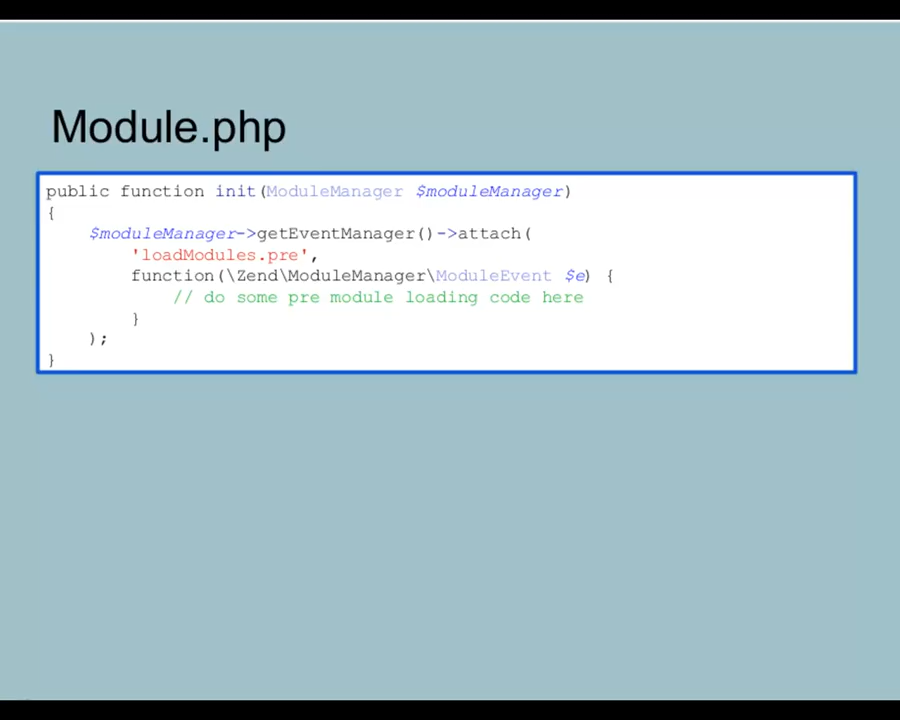 Module.php
public function init(ModuleManager $moduleManager)
{
$moduleManager->getEventManager()->attach(
'loadModules.pre',
function(\Zend\ModuleManager\ModuleEvent $e) {
// do some pre module loading code here
}
);
}